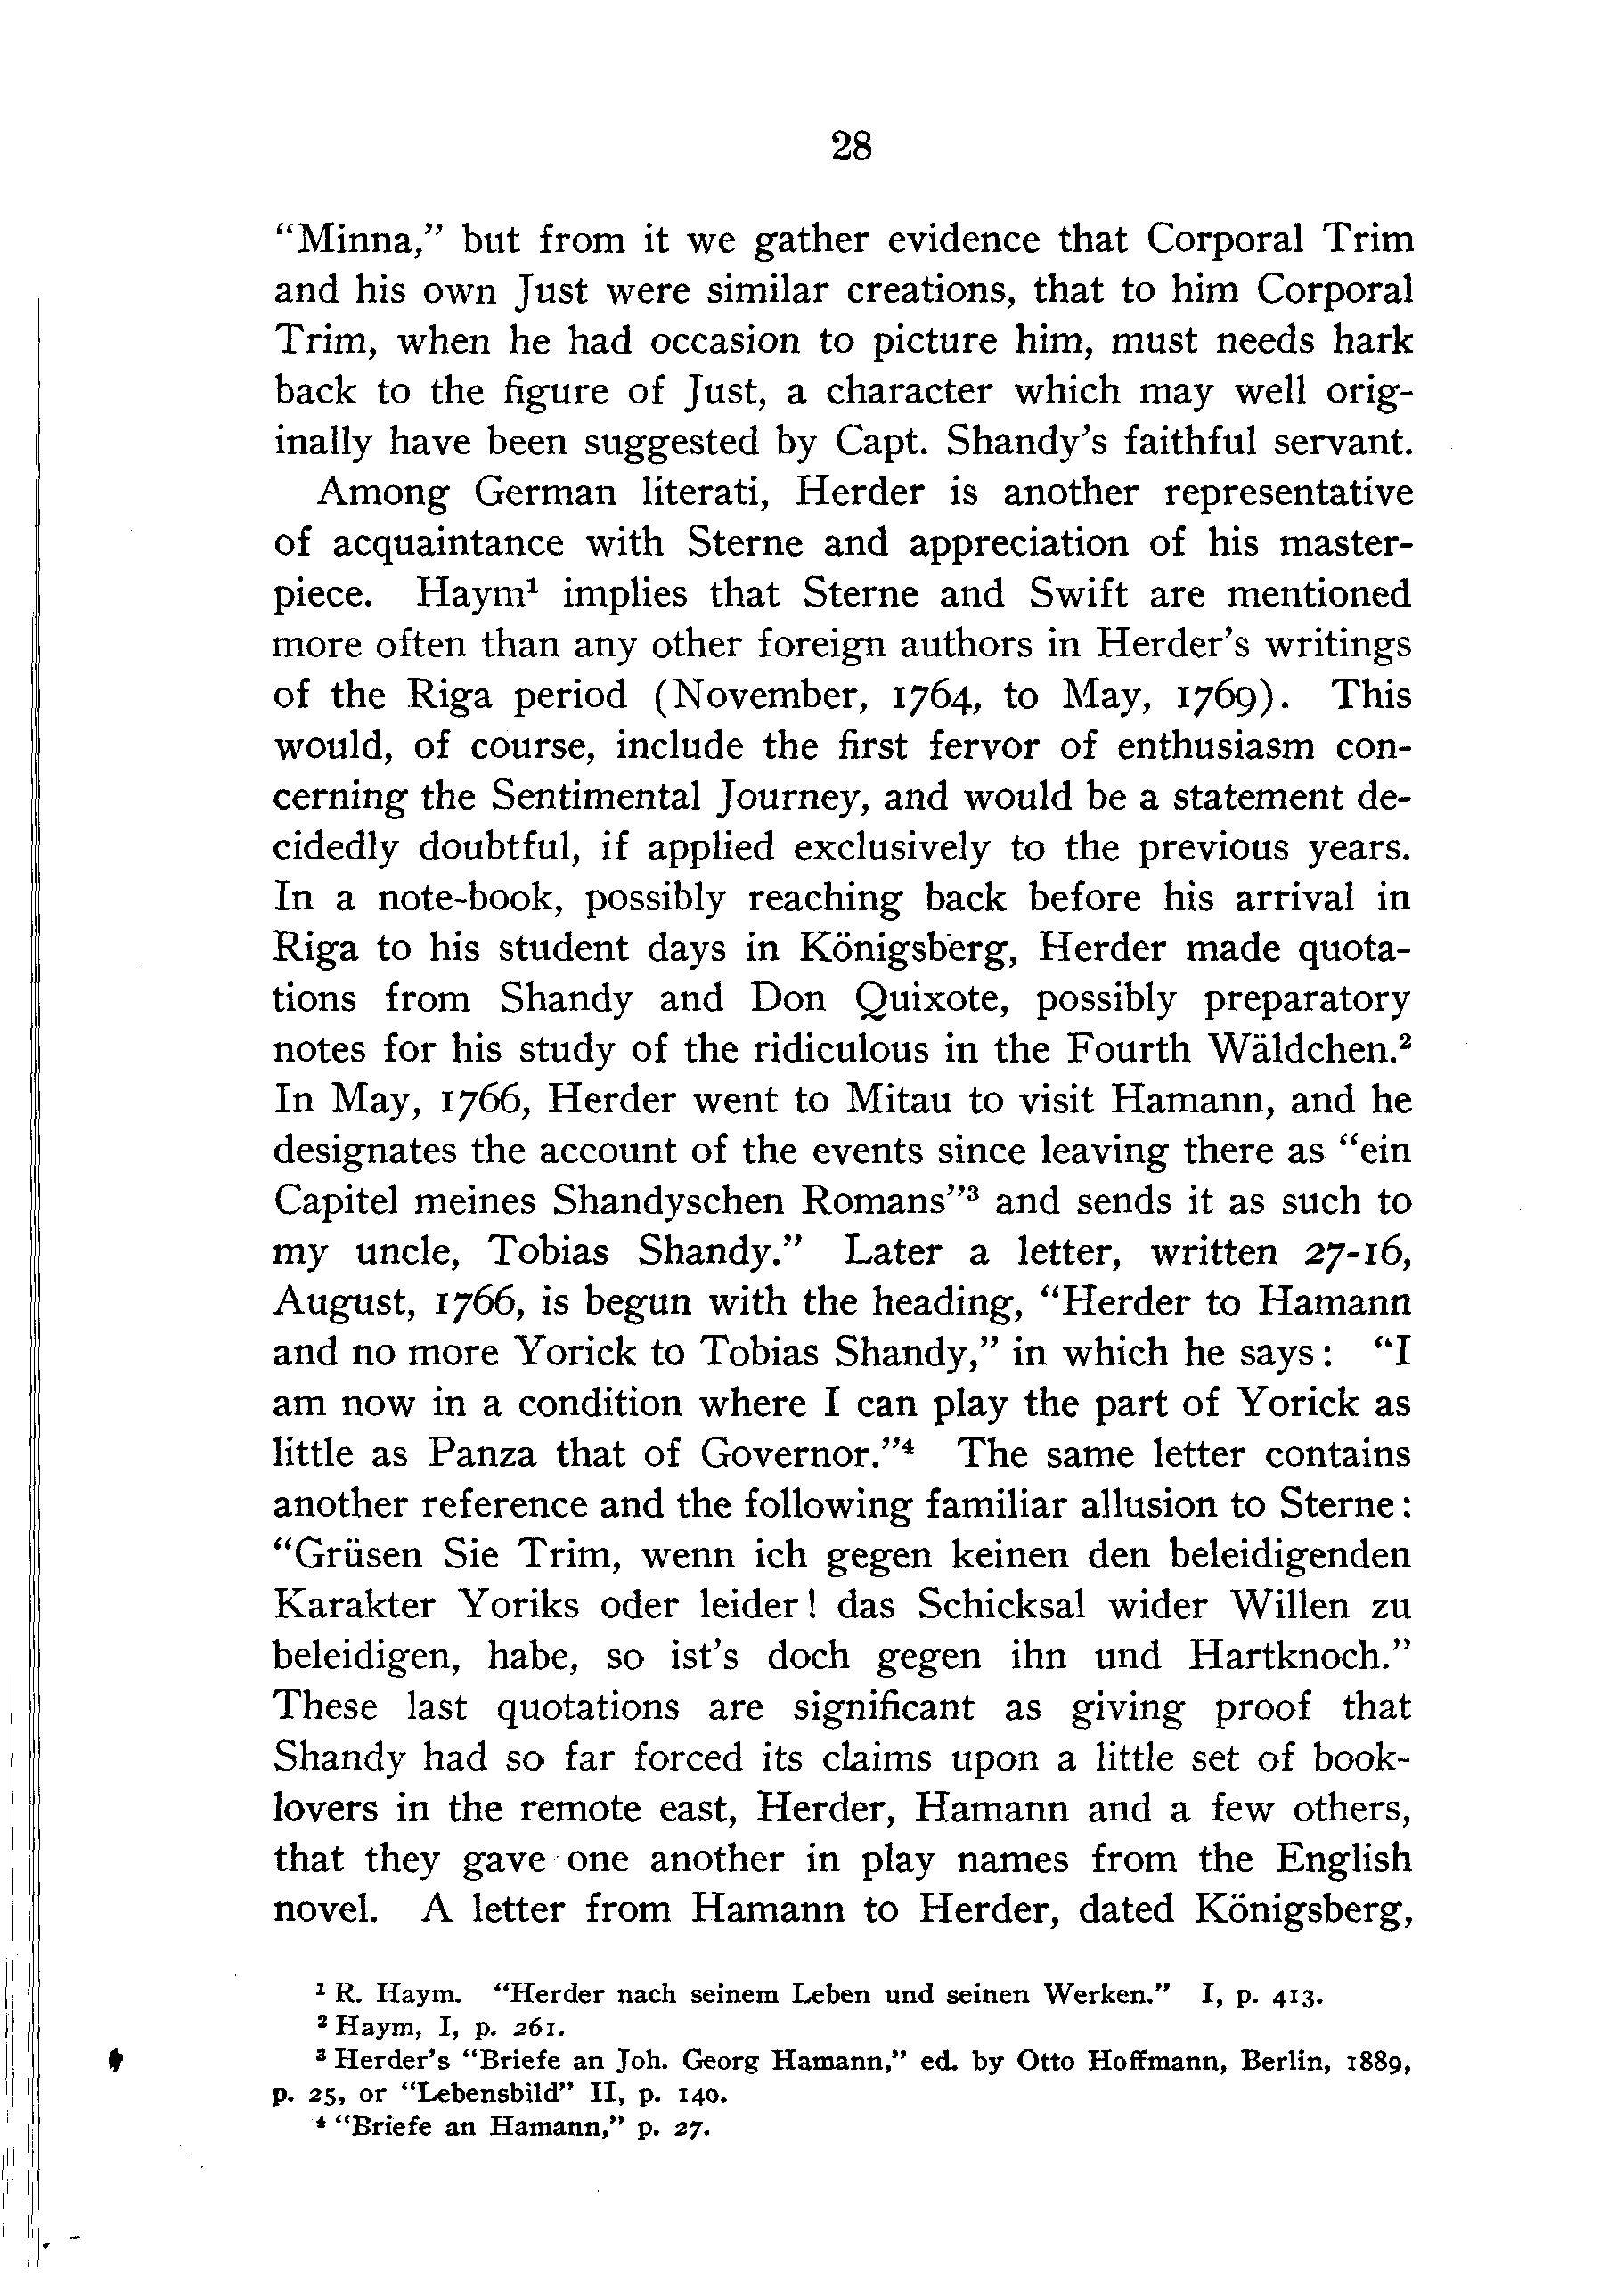 28
“Minna,” but from it we gather evidence that Corporal Trim
and his own Just were similar creations, that to him Corporal
Trim, when he had occasion to picture him, must needs hark
back to the figure of Just, a character which may well orig-
inally have been suggested by Capt. Shandy’s faithful servant.
Among German literati, Herder is another representative
of acquaintance with Sterne and appreciation of his master-
piece. Haym¹ implies that Sterne and Swift are mentioned
more often than any other foreign authors in Herder’s writings
of the Riga period (November, 1764, to May, 1769). This
would, of course, include the first fervor of enthusiasm con-
cerning the Sentimental Journey, and would be a statement de-
cidedly doubtful, if applied exclusively to the previous years.
In a note-book, possibly reaching back before his arrival in
Riga to his student days in Königsberg, Herder made quota-
tions from Shandy and Don Quixote, possibly preparatory
notes for his study of the ridiculous in the Fourth Wäldchen.²
In May, 1766, Herder went to Mitau to visit Hamann, and he
designates the account of the events since leaving there as “ein
Capitel meines Shandyschen Romans”³ and sends it as such to
my uncle, Tobias Shandy.” Later a letter, written 27-16,
August, 1766, is begun with the heading, “Herder to Hamann
and no more Yorick to Tobias Shandy,” in which he says: “I
am now in a condition where I can play the part of Yorick as
little as Panza that of Governor.”⁴ The same letter contains
another reference and the following familiar allusion to Sterne:
“Grüsen Sie Trim, wenn ich gegen keinen den beleidigenden
Karakter Yoriks oder leider! das Schicksal wider Willen zu
beleidigen, habe, so ist’s doch gegen ihn und Hartknoch.”
These last quotations are significant as giving proof that
Shandy had so far forced its claims upon a little set of book-
lovers in the remote east, Herder, Hamann and a few others,
that they gave one another in play names from the English
novel. A letter from Hamann to Herder, dated Königsberg,
¹ R. Haym. “Herder nach seinem Leben und seinen Werken.” I, p. 413.
² Haym, I, p. 261.
³ Herder’s “Briefe an Joh. Georg Hamann,” ed. by Otto Hoffmann, Berlin, 1889,
p. 25, or “Lebensbild” II, p. 140.
⁴ “Briefe an Hamann,” p. 27.